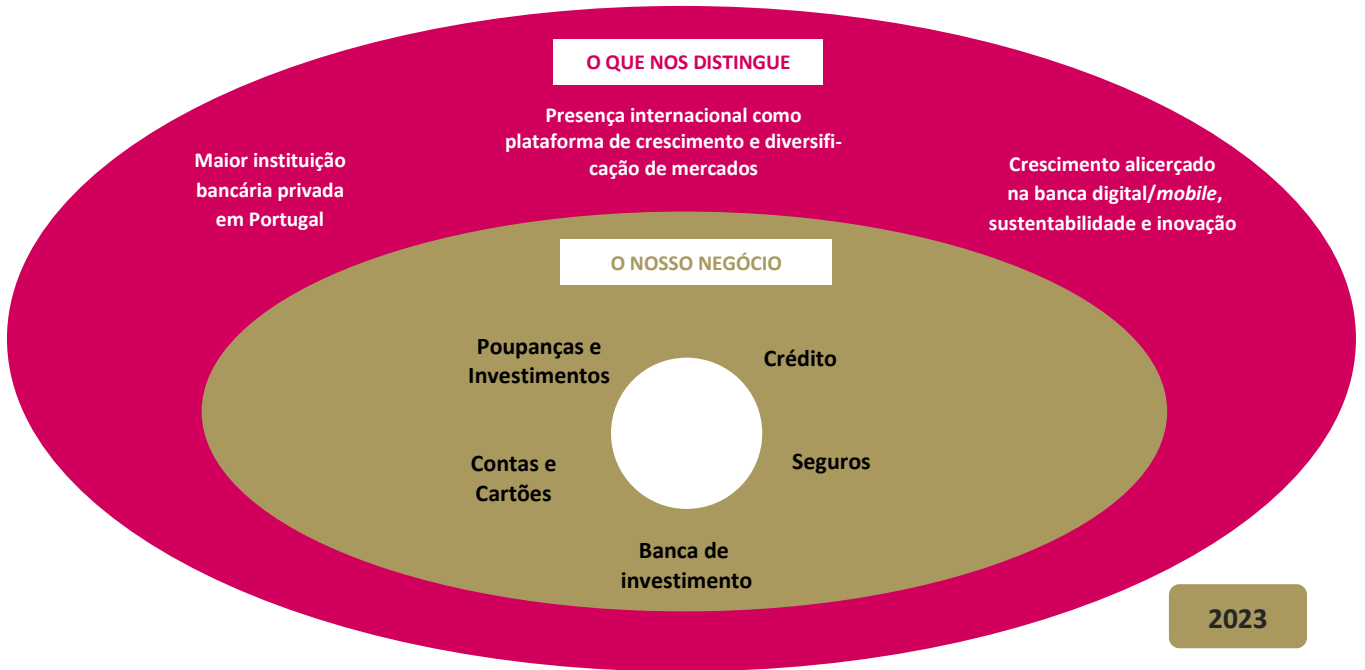 O QUE NOS DISTINGUE
Presença internacional como
plataforma de crescimento e diversifi-
cação de mercados
Maior instituição
bancária privada
em Portugal
Crescimento alicerçado
na banca digital/mobile,
sustentabilidade e inovação
O NOSSO NEGÓCIO
Poupanças e
Investimentos
Crédito
Contas e
Cartões
Seguros
Banca de
investimento
2023